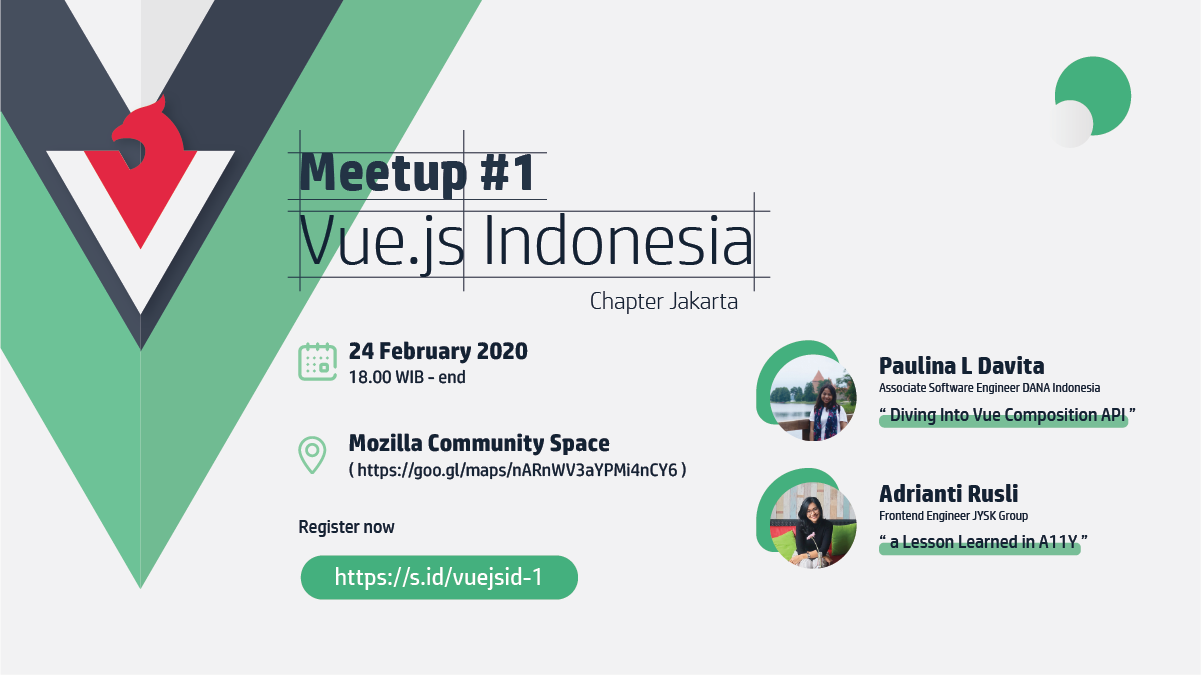 Meetup #1
Vue.js Indonesia
Chapter Jakarta
24 February 2020
18.00 WIB - end
Mozilla Community Space
( https://goo.gl/maps/nARnWV3aYPMi4nCY6 )
Register now
https://s.id/vuejsid-1
Paulina L Davita
Associate Software Engineer DANA Indonesia
“ Diving Into Vue Composition API ”
Adrianti Rusli
Frontend Engineer JYSK Group
“ a Lesson Learned in A11Y ”